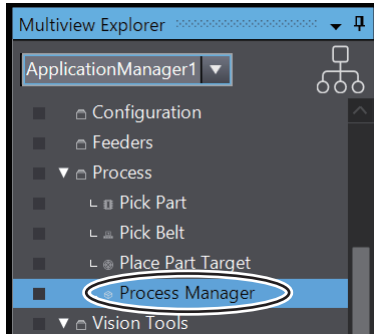 Multiview Explorer
ApplicationManager1
Configuration
Feeders
Process
Pick Part
Pick Belt
Place Part Target
Process Manager
Vision Tools